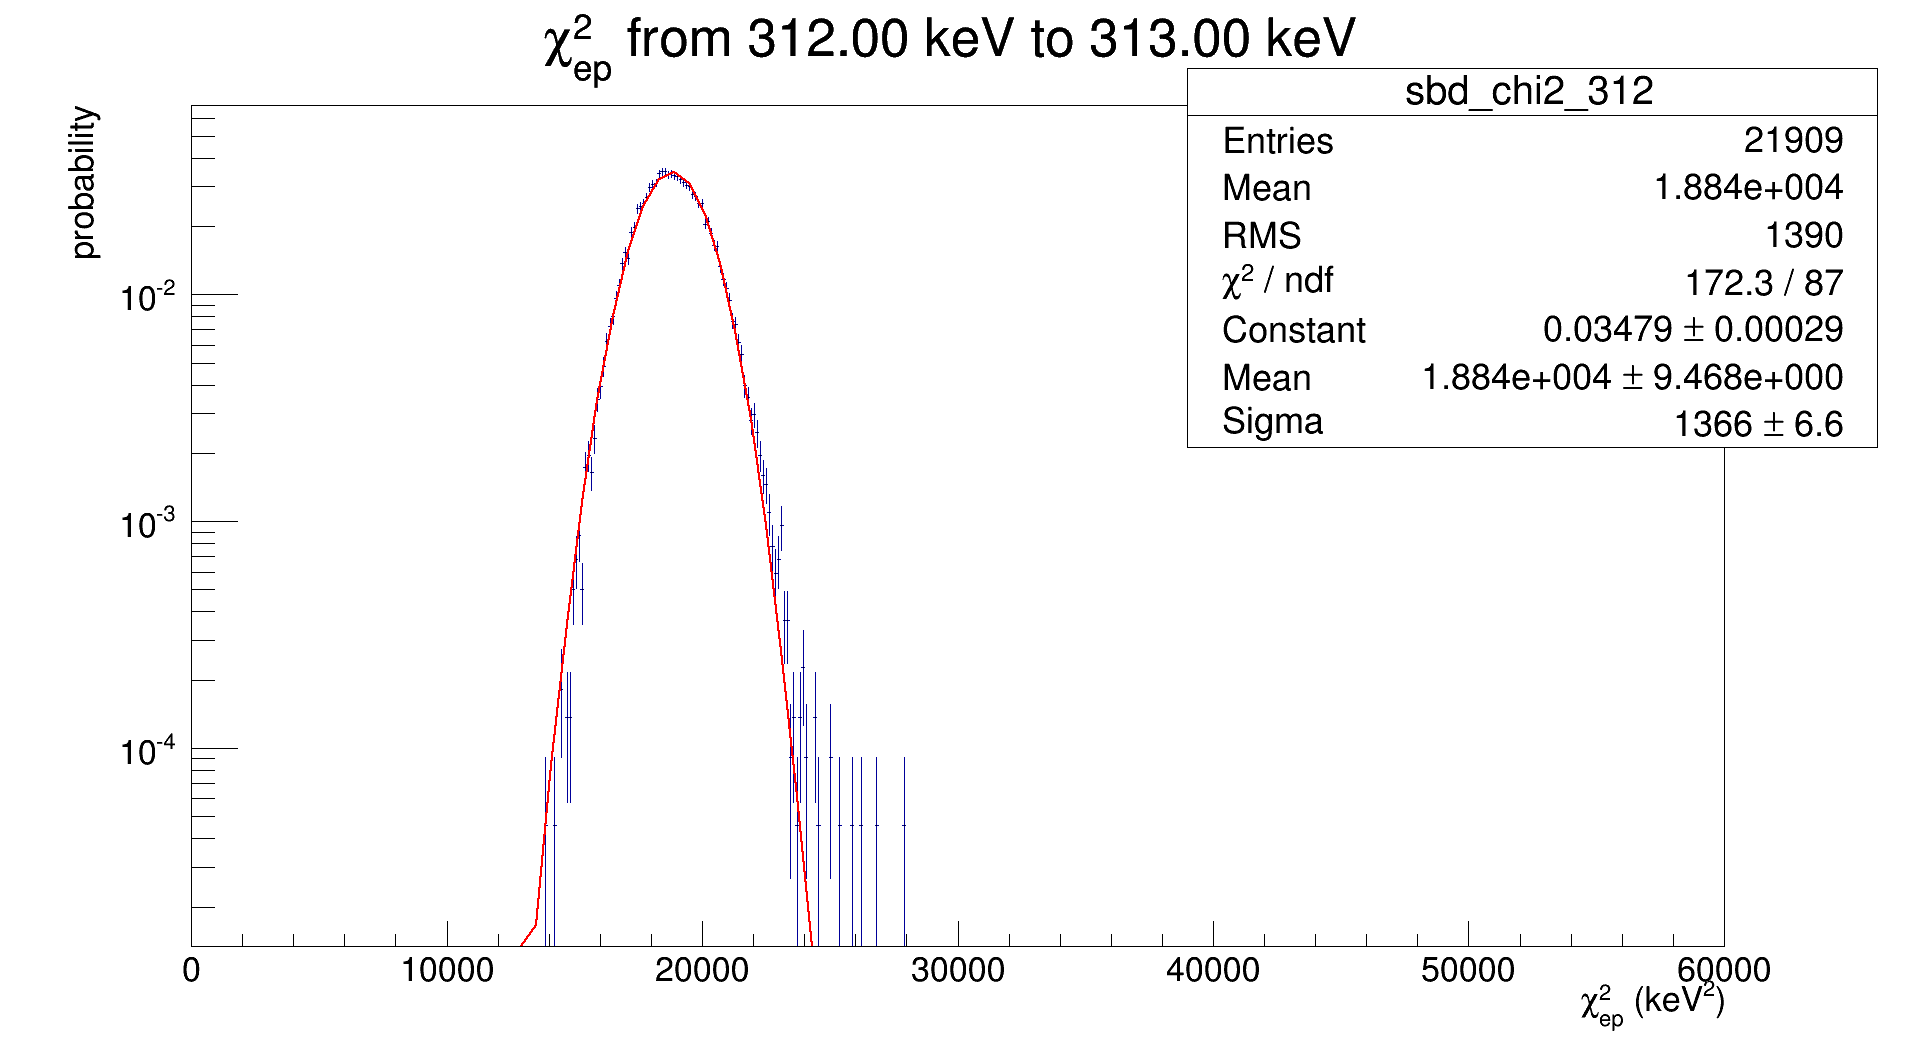 χ²ep from 312.00 keV to 313.00 keV
sbd_chi2_312
Entries 21909
Mean 1.884e+004
RMS 1390
χ² / ndf 172.3 / 87
Constant 0.03479 ± 0.00029
Mean 1.884e+004 ± 9.468e+000
Sigma 1366 ± 6.6
probability
10⁻²
10⁻³
10⁻⁴
0 10000 20000 30000 40000 50000 60000
χ²ep (keV²)